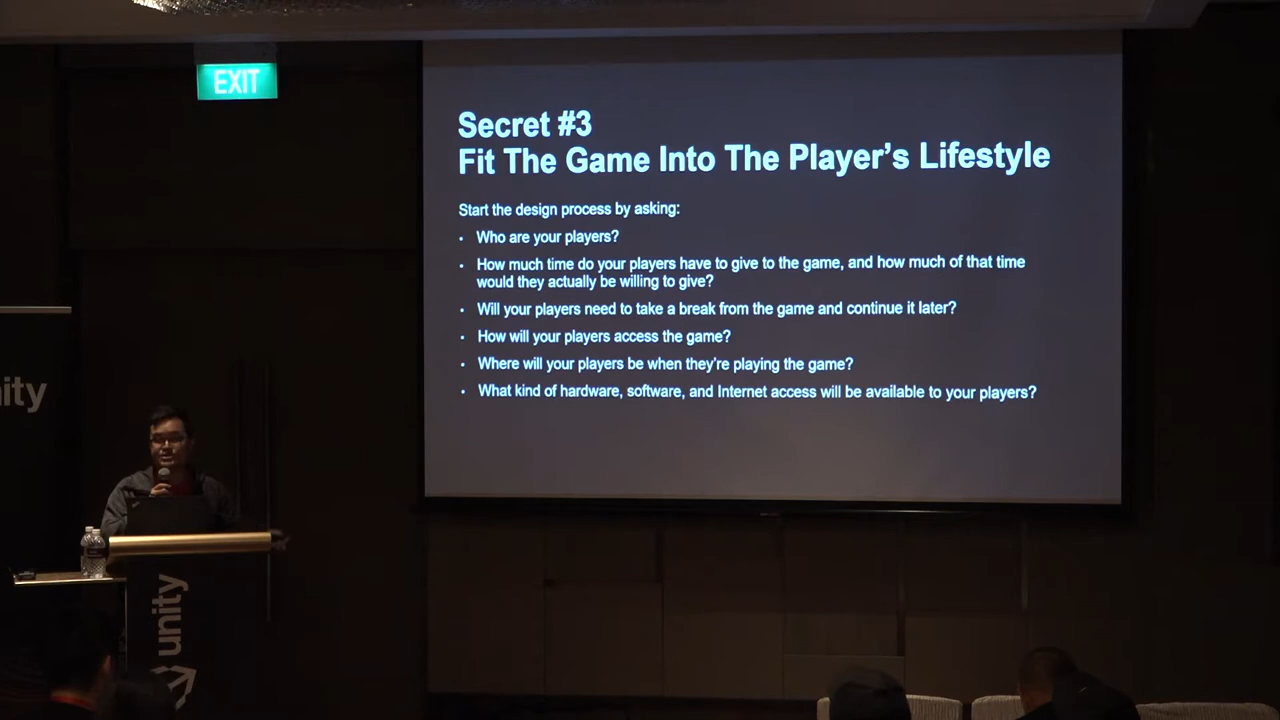 EXIT
Secret #3
Fit The Game Into The Player's Lifestyle
Start the design process by asking:
• Who are your players?
• How much time do your players have to give to the game, and how much of that time
would they actually be willing to give?
• Will your players need to take a break from the game and continue it later?
• How will your players access the game?
• Where will your players be when they're playing the game?
• What kind of hardware, software, and Internet access will be available to your players?
ity
unity